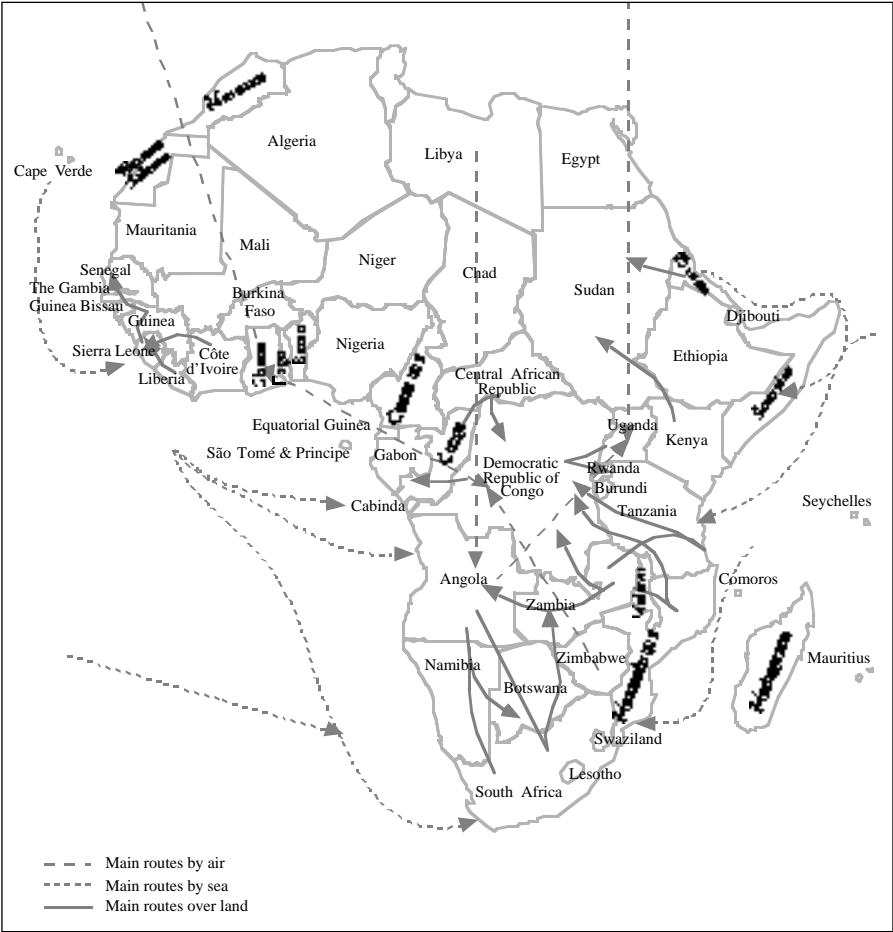 Algeria
Libya
Egypt
Cape Verde
Mauritania
Mali
Niger
Chad
Senegal
The Gambia
Guinea Bissau
Burkina
Faso
Sudan
Djibouti
Guinea
Nigeria
Sierra Leone
Côte
d'Ivoire
Ethiopia
Liberia
Central African
Republic
Equatorial Guinea
Uganda
Kenya
São Tomé & Principe
Gabon
Democratic
Republic of
Congo
Rwanda
Burundi
Tanzania
Seychelles
Cabinda
Angola
Comoros
Zambia
Namibia
Zimbabwe
Mauritius
Botswana
Swaziland
Lesotho
South Africa
Main routes by air
Main routes by sea
Main routes over land